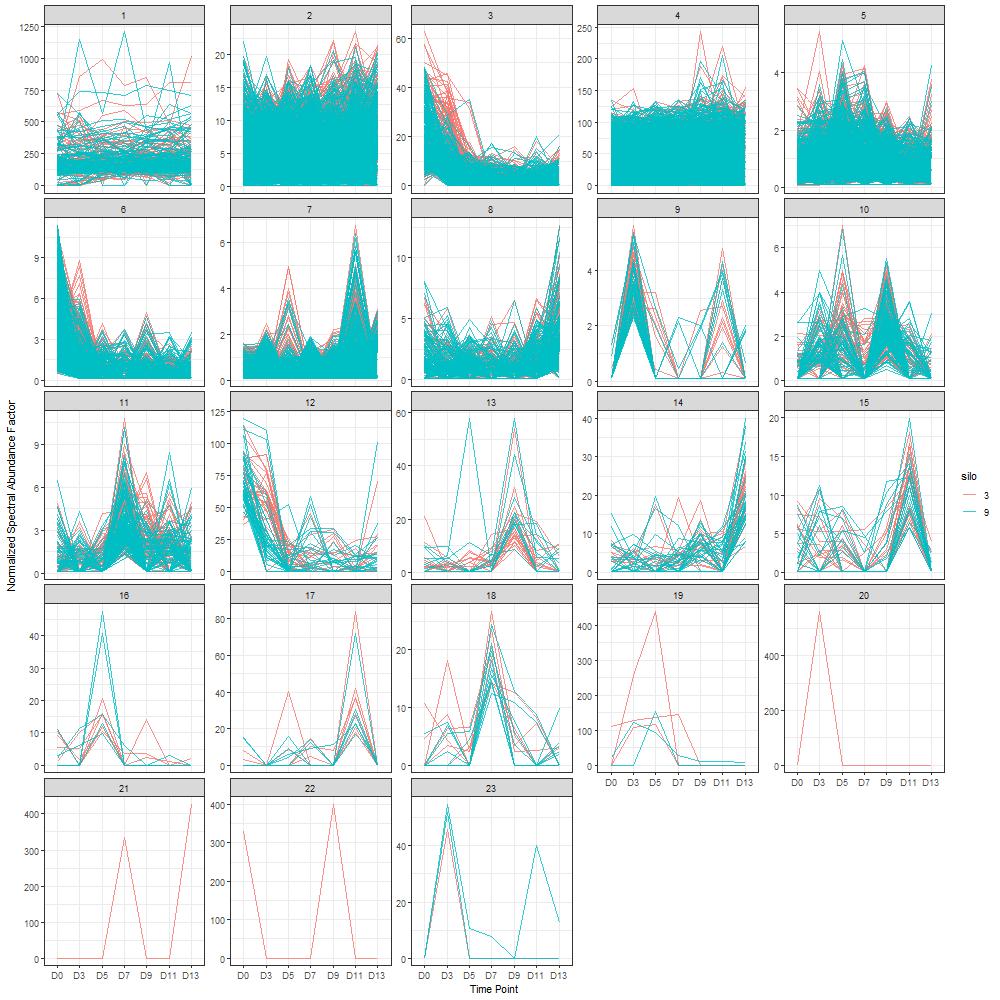 1 2 3 4 5
1250 1000 750 500 250 0
20 15 10 5 0
60 40 20 0
250 200 150 100 50 0
4 2 0
6 7 8 9 10
9 6 3 0
6 4 2 0
10 5 0
4 2 0
6 4 2 0
11 12 13 14 15
9 6 3 0
125 100 75 50 25 0
60 40 20 0
40 30 20 10 0
20 15 10 5 0
16 17 18 19 20
40 30 20 10 0
80 60 40 20 0
20 10 0
400 300 200 100 0
400 200 0
D0 D3 D5 D7 D9 D11 D13
D0 D3 D5 D7 D9 D11 D13
21 22 23
400 300 200 100 0
400 300 200 100 0
40 20 0
D0 D3 D5 D7 D9 D11 D13
D0 D3 D5 D7 D9 D11 D13
D0 D3 D5 D7 D9 D11 D13
Time Point
Normalized Spectral Abundance Factor
silo
3
9